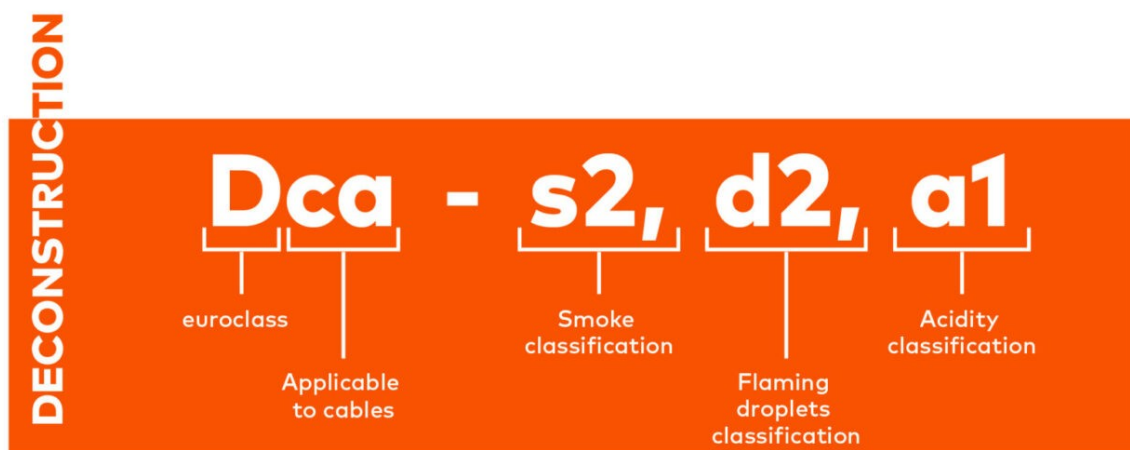 DECONSTRUCTION
Dca - s2, d2, a1
euroclass
Applicable
to cables
Smoke
classification
Flaming
droplets
classification
Acidity
classification